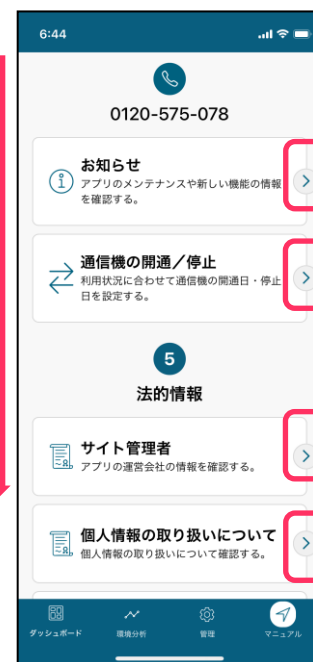 6:44
0120-575-078
お知らせ
アプリのメンテナンスや新しい機能の情報
を確認する。
通信機の開通／停止
利用状況に合わせて通信機の開通日・停止
日を設定する。
5
法的情報
サイト管理者
アプリの運営会社の情報を確認する。
個人情報の取り扱いについて
個人情報の取り扱いについて確認する。
ダッシュボード
環境分析
管理
マニュアル